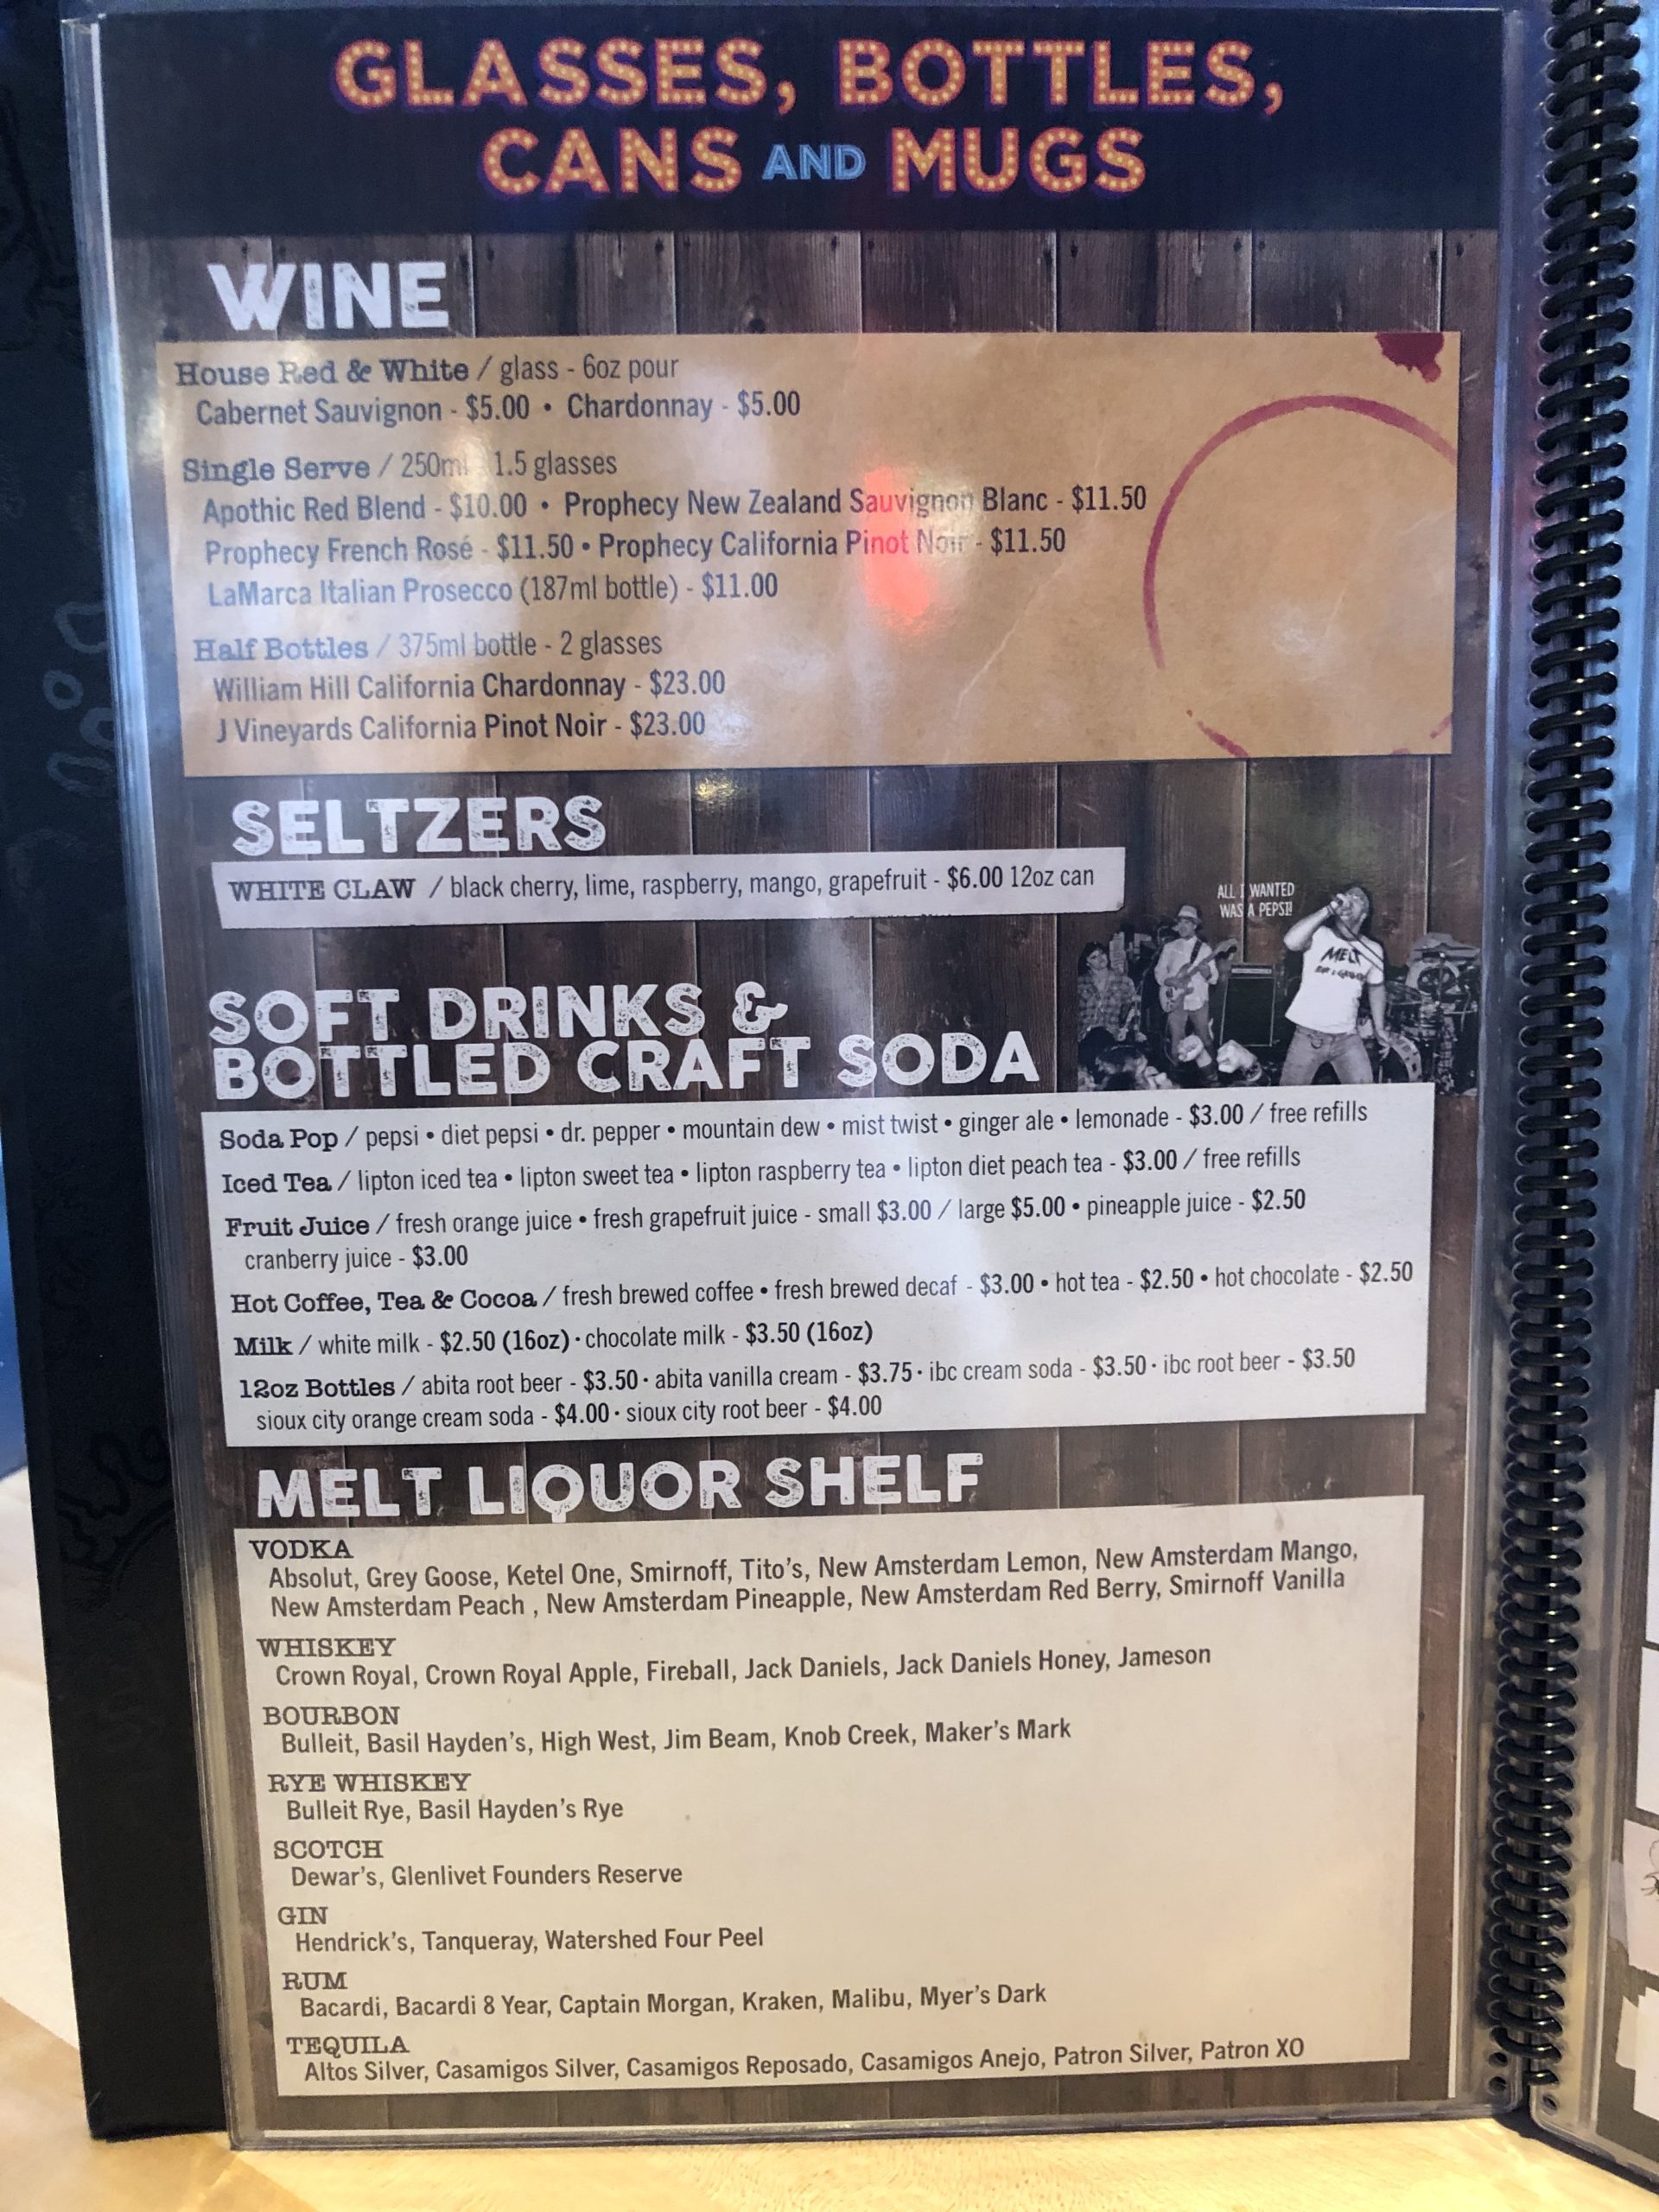 GLASSES, BOTTLES,
CANS AND MUGS
WINE
House Red & White / glass - 6oz pour
Cabernet Sauvignon - $5.00 • Chardonnay - $5.00
Single Serve / 250ml 1.5 glasses
Apothic Red Blend - $10.00 • Prophecy New Zealand Sauvignon Blanc - $11.50
Prophecy French Rosé - $11.50 • Prophecy California Pinot Noir - $11.50
LaMarca Italian Prosecco (187ml bottle) - $11.00
Half Bottles / 375ml bottle - 2 glasses
William Hill California Chardonnay - $23.00
J Vineyards California Pinot Noir - $23.00
SELTZERS
WHITE CLAW / black cherry, lime, raspberry, mango, grapefruit - $6.00 12oz can
ALL I WANTED
WAS A PEPSI!
MELT
BAR & GRILLED
SOFT DRINKS &
BOTTLED CRAFT SODA
Soda Pop / pepsi • diet pepsi • dr. pepper • mountain dew • mist twist • ginger ale • lemonade - $3.00 / free refills
Iced Tea / lipton iced tea • lipton sweet tea • lipton raspberry tea • lipton diet peach tea - $3.00 / free refills
Fruit Juice / fresh orange juice • fresh grapefruit juice - small $3.00 / large $5.00 • pineapple juice - $2.50
cranberry juice - $3.00
Hot Coffee, Tea & Cocoa / fresh brewed coffee • fresh brewed decaf - $3.00 • hot tea - $2.50 • hot chocolate - $2.50
Milk / white milk - $2.50 (16oz) · chocolate milk - $3.50 (16oz)
12oz Bottles / abita root beer - $3.50 · abita vanilla cream - $3.75 · ibc cream soda - $3.50 · ibc root beer - $3.50
sioux city orange cream soda - $4.00 · sioux city root beer - $4.00
MELT LIQUOR SHELF
VODKA
Absolut, Grey Goose, Ketel One, Smirnoff, Tito's, New Amsterdam Lemon, New Amsterdam Mango,
New Amsterdam Peach , New Amsterdam Pineapple, New Amsterdam Red Berry, Smirnoff Vanilla
WHISKEY
Crown Royal, Crown Royal Apple, Fireball, Jack Daniels, Jack Daniels Honey, Jameson
BOURBON
Bulleit, Basil Hayden's, High West, Jim Beam, Knob Creek, Maker's Mark
RYE WHISKEY
Bulleit Rye, Basil Hayden's Rye
SCOTCH
Dewar's, Glenlivet Founders Reserve
GIN
Hendrick's, Tanqueray, Watershed Four Peel
RUM
Bacardi, Bacardi 8 Year, Captain Morgan, Kraken, Malibu, Myer's Dark
TEQUILA
Altos Silver, Casamigos Silver, Casamigos Reposado, Casamigos Anejo, Patron Silver, Patron XO